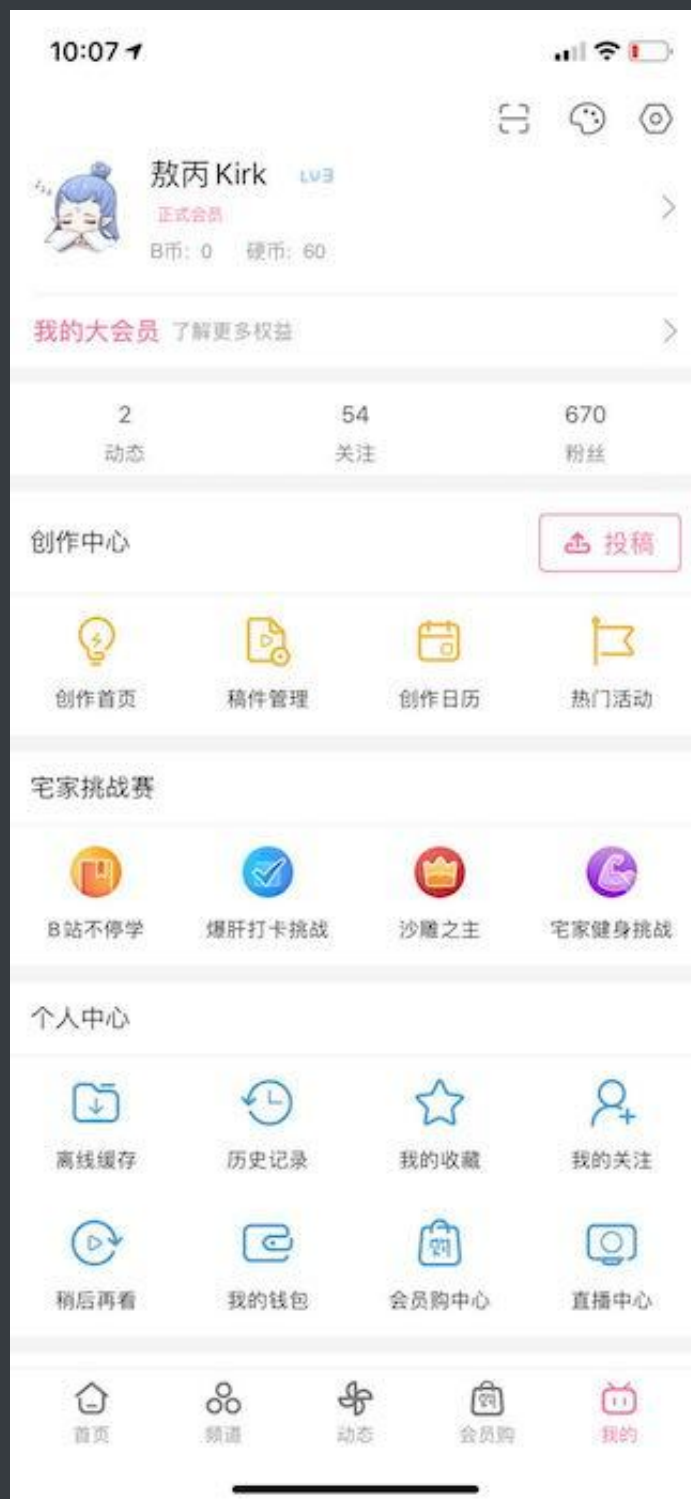 10:07
敖丙Kirk LV3
正式会员
B币: 0 硬币: 60
我的大会员 了解更多权益
2 54 670
动态 关注 粉丝
创作中心 投稿
创作首页 稿件管理 创作日历 热门活动
宅家挑战赛
B站不停学 爆肝打卡挑战 沙雕之主 宅家健身挑战
个人中心
离线缓存 历史记录 我的收藏 我的关注
稍后再看 我的钱包 会员购中心 直播中心
首页 频道 动态 会员购 我的